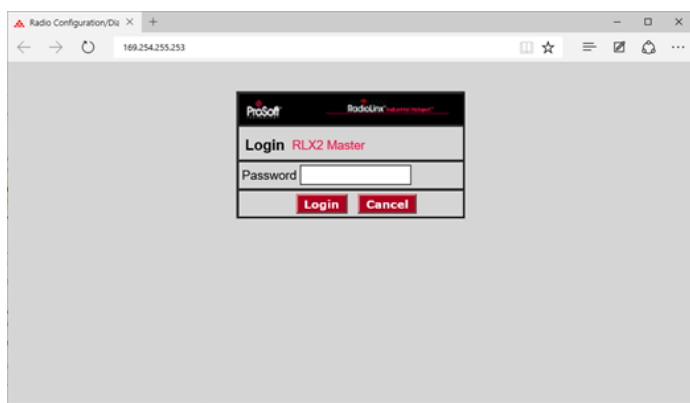 Radio Configuration/Dia
169.254.255.253
ProSoft
RadioLinx
Login RLX2 Master
Password
Login Cancel